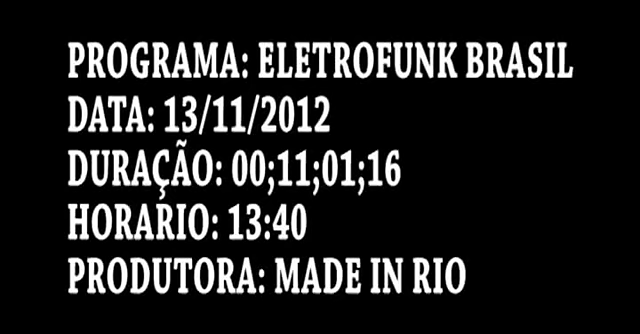 PROGRAMA: ELETROFUNK BRASIL
DATA: 13/11/2012
DURAÇÃO: 00;11;01;16
HORARIO: 13:40
PRODUTORA: MADE IN RIO